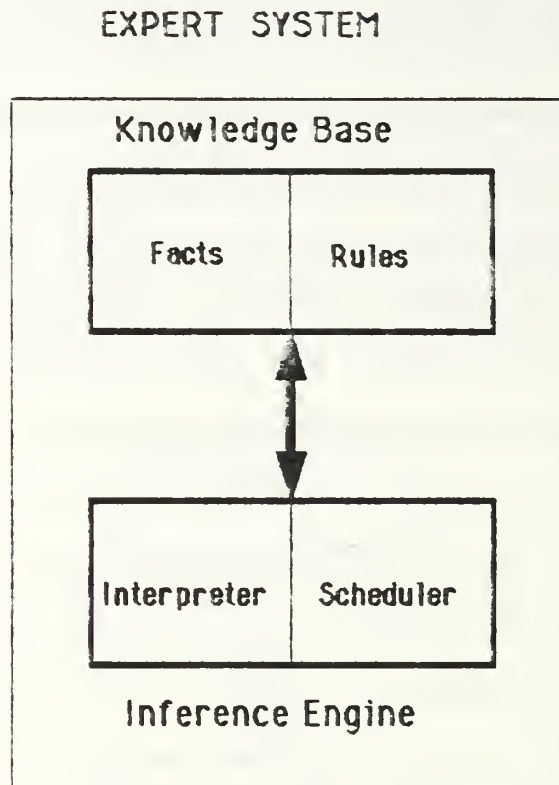 EXPERT SYSTEM
Knowledge Base
Facts Rules
Interpreter Scheduler
Inference Engine